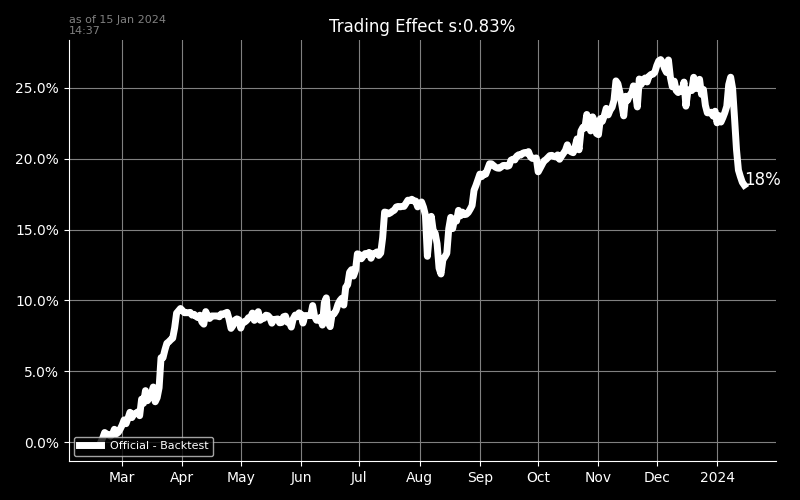 as of 15 Jan 2024
14:37
Trading Effect s:0.83%
25.0%
20.0%
15.0%
10.0%
5.0%
0.0%
18%
Official - Backtest
Mar Apr May Jun Jul Aug Sep Oct Nov Dec 2024